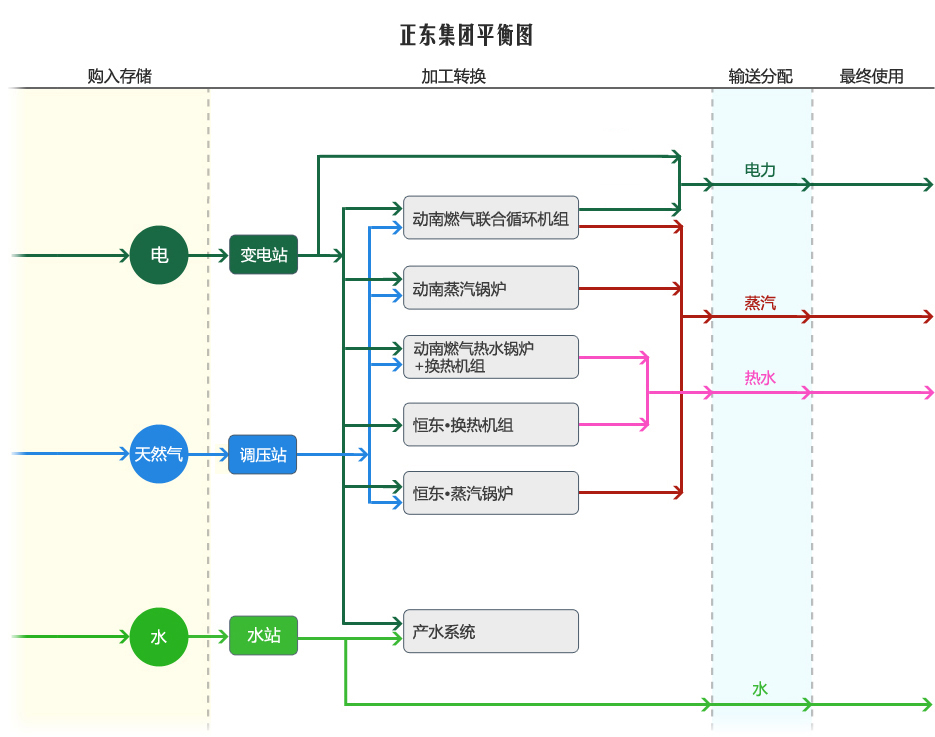 正东集团平衡图
购入存储
加工转换
输送分配
最终使用
电力
动南燃气联合循环机组
电
变电站
动南蒸汽锅炉
蒸汽
动南燃气热水锅炉
+换热机组
热水
恒东•换热机组
天然气
调压站
恒东•蒸汽锅炉
水
水站
产水系统
水